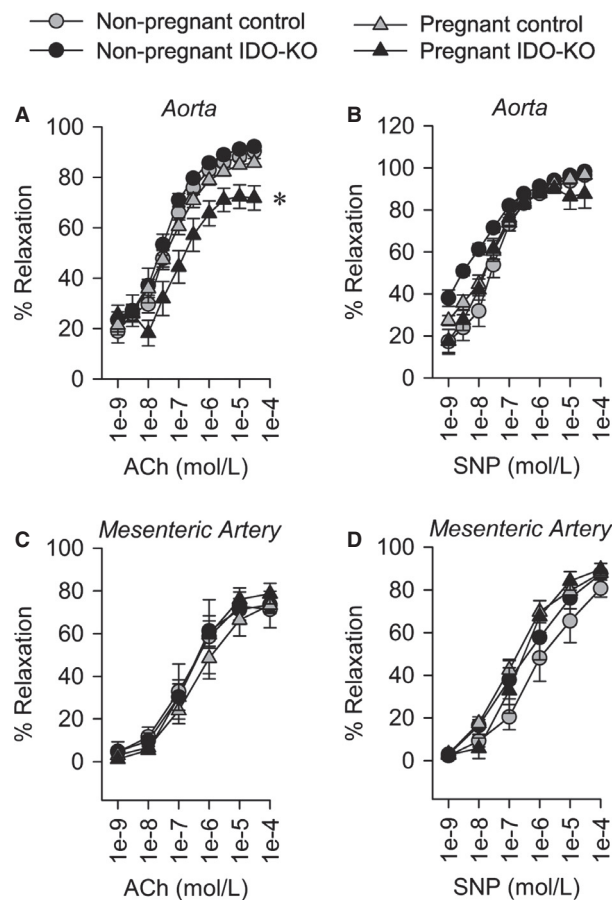 Non-pregnant control
Non-pregnant IDO-KO
Pregnant control
Pregnant IDO-KO
A
Aorta
% Relaxation
100
80
60
40
20
0
1e-9
1e-8
1e-7
1e-6
1e-5
1e-4
ACh (mol/L)
*
B
Aorta
% Relaxation
120
100
80
60
40
20
0
1e-9
1e-8
1e-7
1e-6
1e-5
1e-4
SNP (mol/L)
C
Mesenteric Artery
% Relaxation
100
80
60
40
20
0
1e-9
1e-8
1e-7
1e-6
1e-5
1e-4
ACh (mol/L)
D
Mesenteric Artery
% Relaxation
100
80
60
40
20
0
1e-9
1e-8
1e-7
1e-6
1e-5
1e-4
SNP (mol/L)